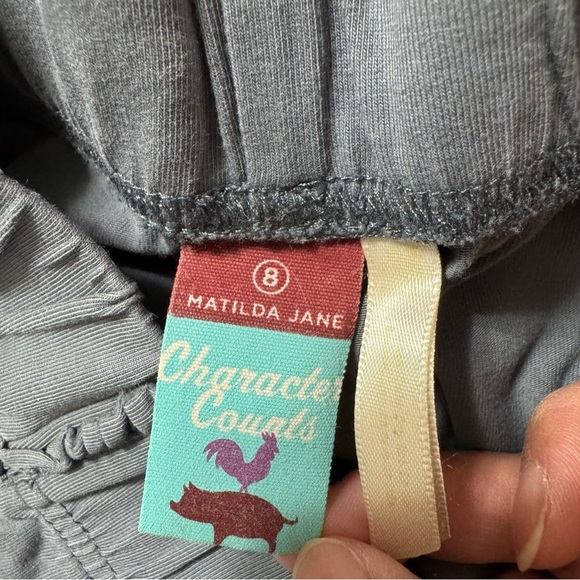 8
MATILDA JANE
Character
Counts